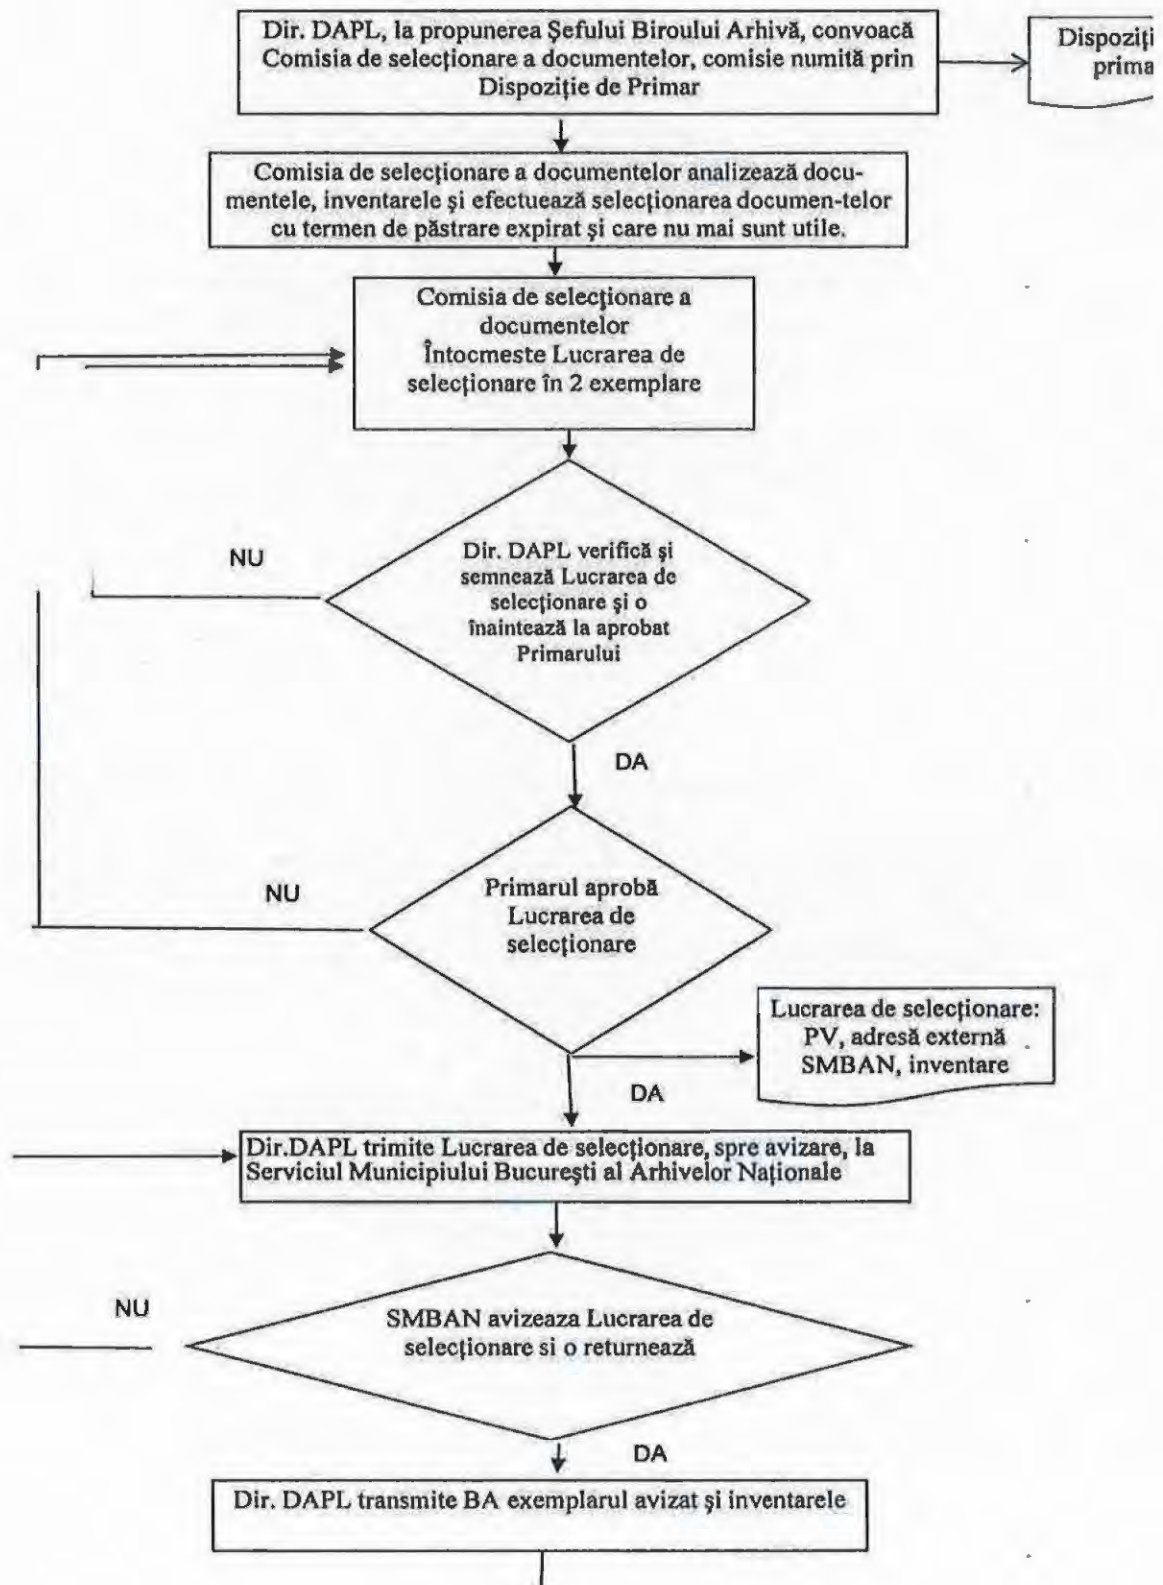 Dir. DAPL, la propunerea Şefului Biroului Arhivă, convoacă
Comisia de selecţionare a documentelor, comisie numită prin
Dispoziţie de Primar
Dispoziţi
prima
Comisia de selecţionare a documentelor analizează docu-
mentele, inventarele şi efectuează selecţionarea documen-telor
cu termen de păstrare expirat şi care nu mai sunt utile.
Comisia de selecţionare a
documentelor
Întocmeste Lucrarea de
selecţionare în 2 exemplare
NU
Dir. DAPL verifică şi
semnează Lucrarea de
selecţionare şi o
înaintează la aprobat
Primarului
DA
NU
Primarul aprobă
Lucrarea de
selecţionare
Lucrarea de selecţionare:
PV, adresă externă
SMBAN, inventare
DA
Dir.DAPL trimite Lucrarea de selecţionare, spre avizare, la
Serviciul Municipiului Bucureşti al Arhivelor Naţionale
NU
SMBAN avizeaza Lucrarea de
selecţionare si o returnează
DA
Dir. DAPL transmite BA exemplarul avizat şi inventarele